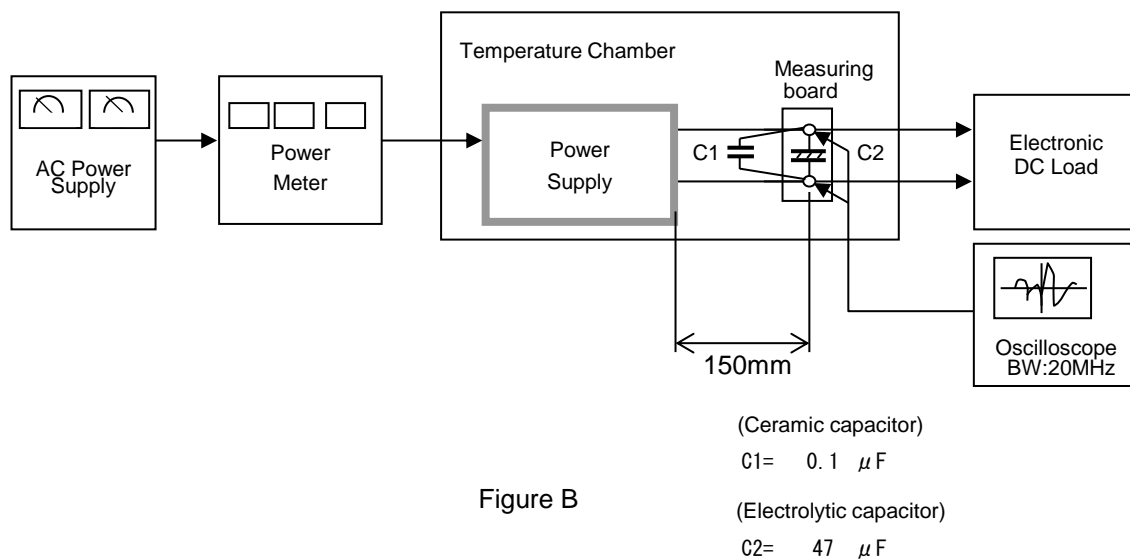 Temperature Chamber
Measuring
board
AC Power
Supply
Power
Meter
Power
Supply
C1
C2
Electronic
DC Load
150mm
Oscilloscope
BW:20MHz
(Ceramic capacitor)
C1= 0.1 μF
Figure B
(Electrolytic capacitor)
C2= 47 μF